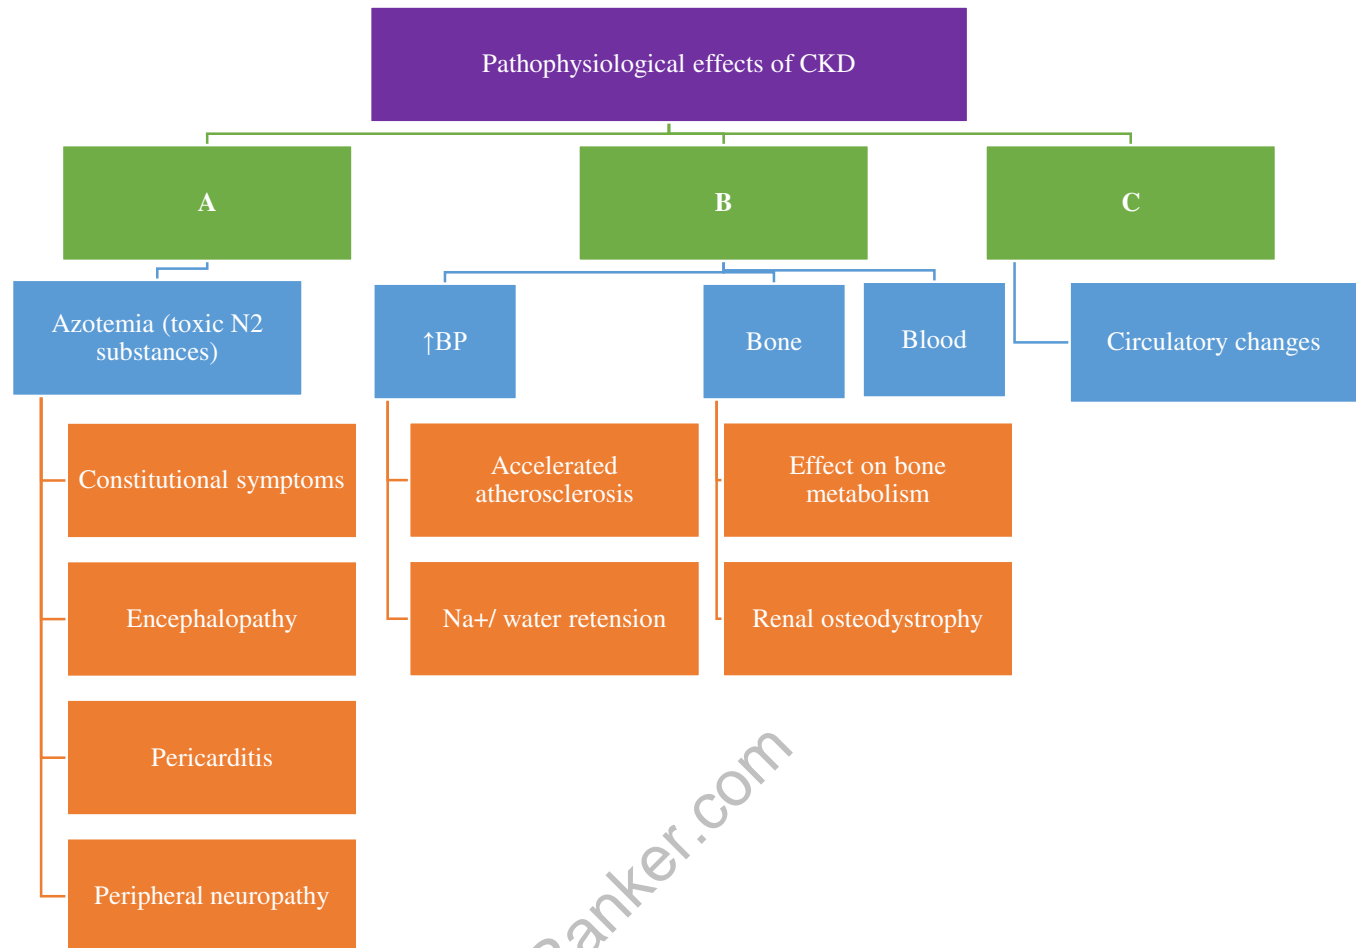 Pathophysiological effects of CKD
A
B
C
Azotemia (toxic N2
substances)
↑BP
Bone
Blood
Circulatory changes
Constitutional symptoms
Accelerated
atherosclerosis
Effect on bone
metabolism
Encephalopathy
Na+/ water retension
Renal osteodystrophy
Pericarditis
Peripheral neuropathy
Ranker.com